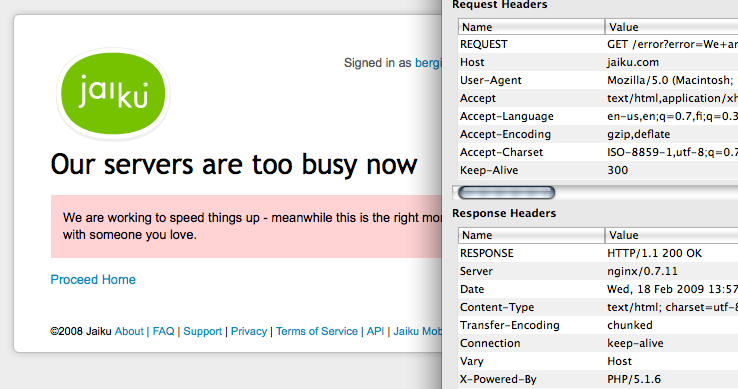 jaiku
Signed in as bergi
Our servers are too busy now
We are working to speed things up - meanwhile this is the right mo
with someone you love.
Proceed Home
©2008 Jaiku About | FAQ | Support | Privacy | Terms of Service | API | Jaiku Mob
Request Headers
Name Value
REQUEST GET /error?error=We+ar
Host jaiku.com
User-Agent Mozilla/5.0 (Macintosh;
Accept text/html,application/xh
Accept-Language en-us,en;q=0.7,fi;q=0.3
Accept-Encoding gzip,deflate
Accept-Charset ISO-8859-1,utf-8;q=0.7
Keep-Alive 300
Response Headers
Name Value
RESPONSE HTTP/1.1 200 OK
Server nginx/0.7.11
Date Wed, 18 Feb 2009 13:57
Content-Type text/html; charset=utf-8
Transfer-Encoding chunked
Connection keep-alive
Vary Host
X-Powered-By PHP/5.1.6